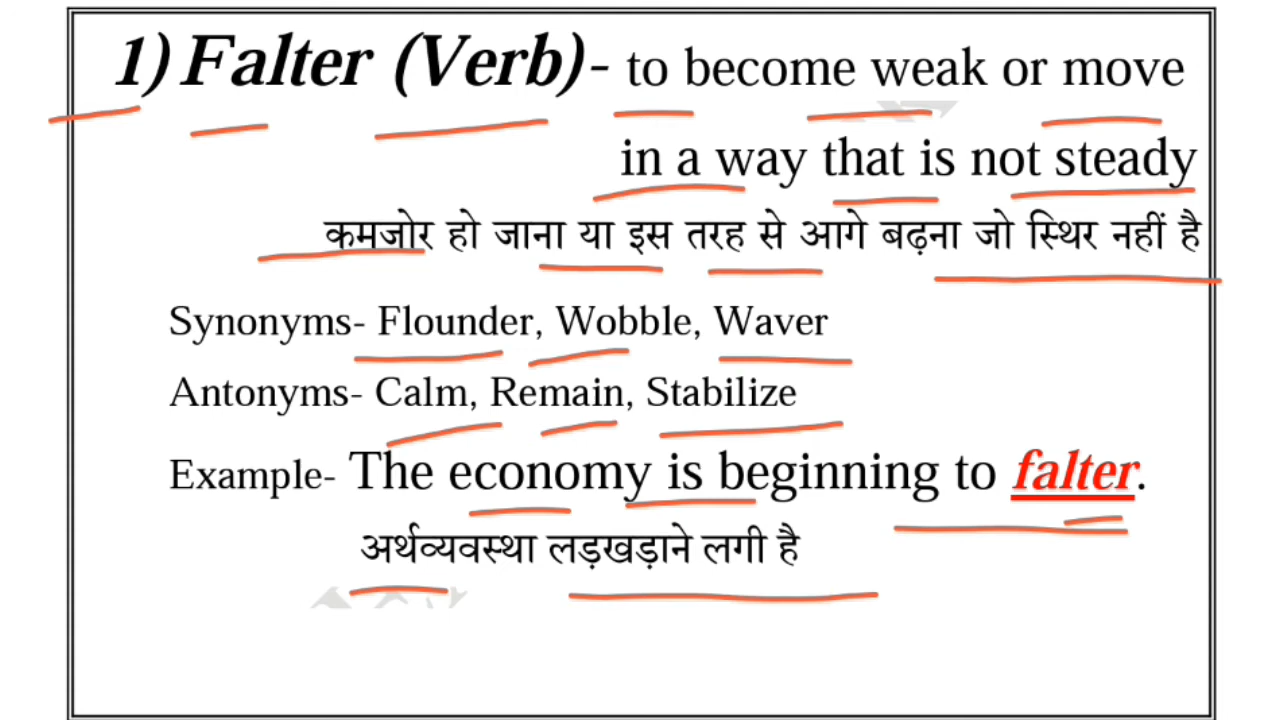 1) Falter (Verb)- to become weak or move
in a way that is not steady
कमजोर हो जाना या इस तरह से आगे बढ़ना जो स्थिर नहीं है
Synonyms- Flounder, Wobble, Waver
Antonyms- Calm, Remain, Stabilize
Example- The economy is beginning to falter.
अर्थव्यवस्था लड़खड़ाने लगी है